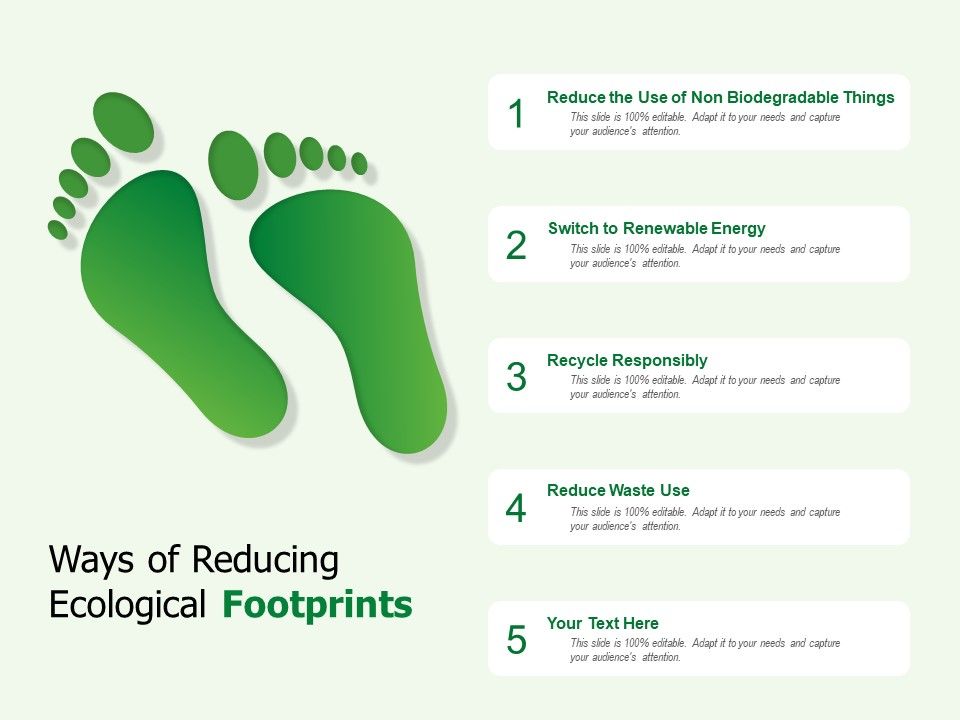 Ways of Reducing
Ecological Footprints
1
Reduce the Use of Non Biodegradable Things
This slide is 100% editable. Adapt it to your needs and capture
your audience's attention.
2
Switch to Renewable Energy
This slide is 100% editable. Adapt it to your needs and capture
your audience's attention.
3
Recycle Responsibly
This slide is 100% editable. Adapt it to your needs and capture
your audience's attention.
4
Reduce Waste Use
This slide is 100% editable. Adapt it to your needs and capture
your audience's attention.
5
Your Text Here
This slide is 100% editable. Adapt it to your needs and capture
your audience's attention.